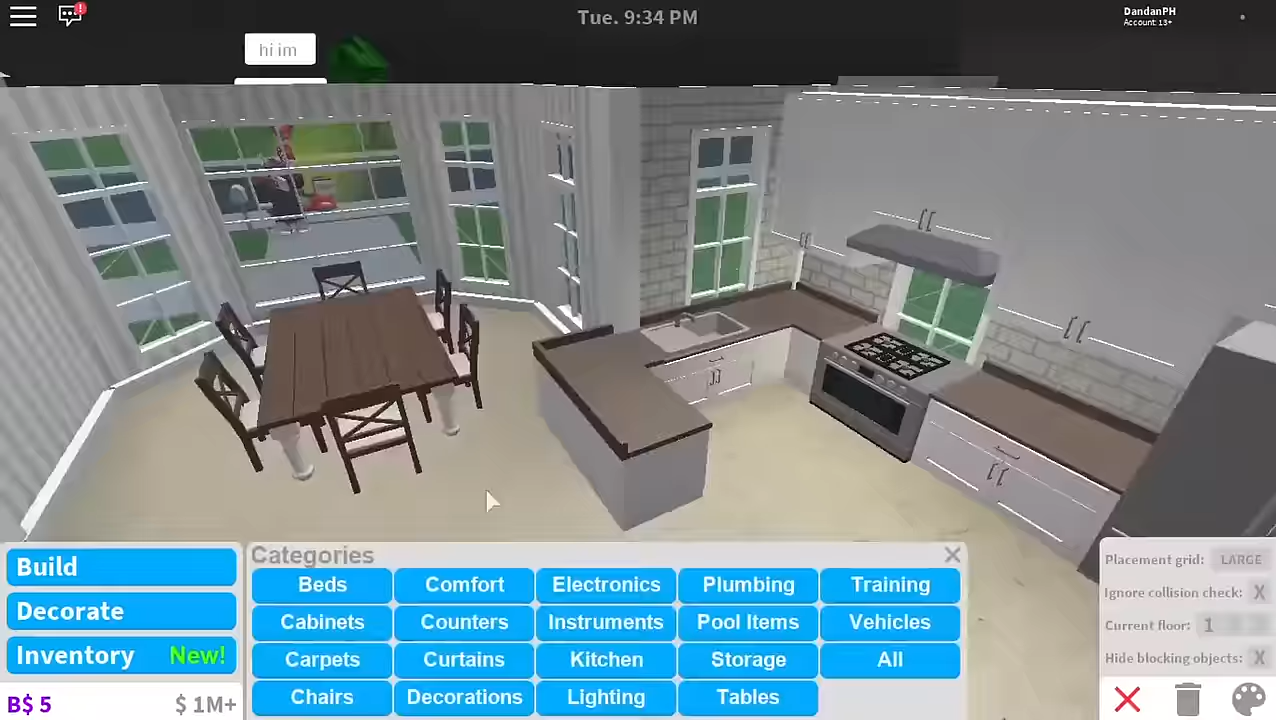 Tue. 9:34 PM
DandanPH
Account: 13+
hi im
Build
Decorate
Inventory New!
B$ 5 $ 1M+
Categories
Beds Comfort Electronics Plumbing Training
Cabinets Counters Instruments Pool Items Vehicles
Carpets Curtains Kitchen Storage All
Chairs Decorations Lighting Tables
Placement grid: LARGE
Ignore collision check: X
Current floor: 1
Hide blocking objects: X